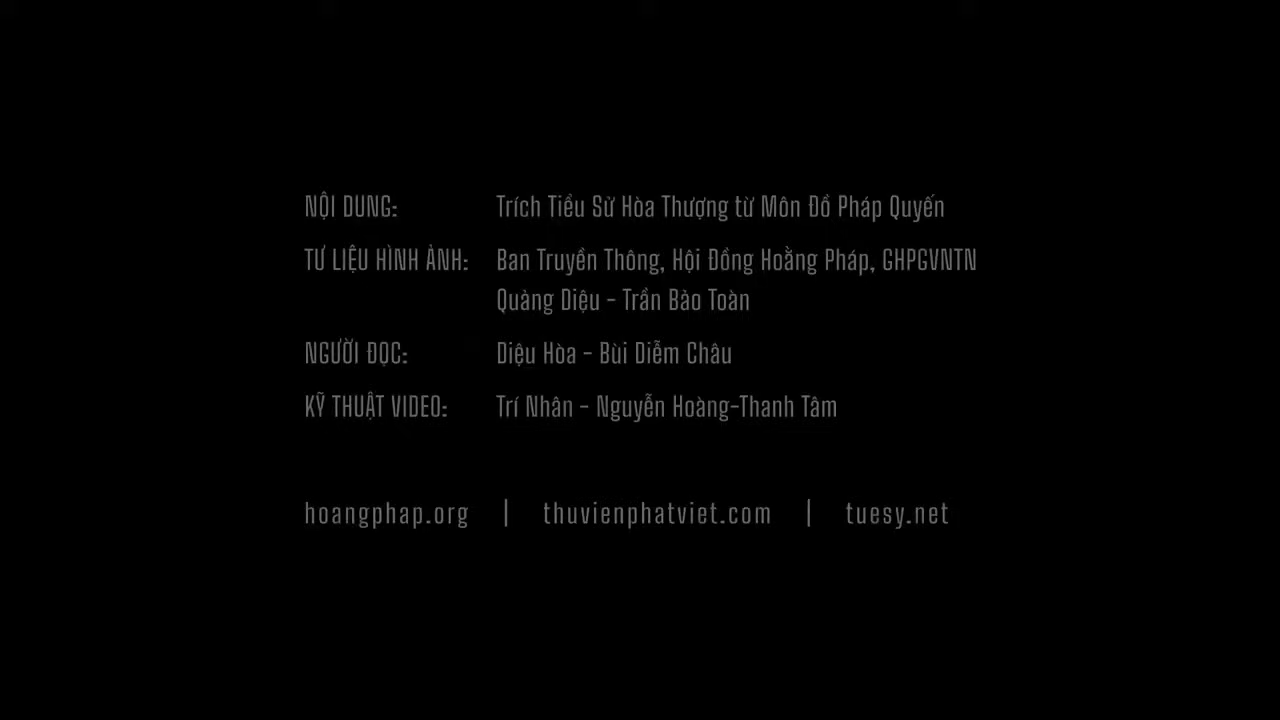 NỘI DUNG: Trích Tiểu Sử Hòa Thượng từ Môn Đồ Pháp Quyến
TƯ LIỆU HÌNH ẢNH: Ban Truyền Thông, Hội Đồng Hoằng Pháp, GHPGVNTN
Quảng Diệu - Trần Bảo Toàn
NGƯỜI ĐỌC: Diệu Hòa - Bùi Diễm Châu
KỸ THUẬT VIDEO: Trí Nhân - Nguyễn Hoàng-Thanh Tâm
hoangphap.org | thuvienphatviet.com | tuesy.net